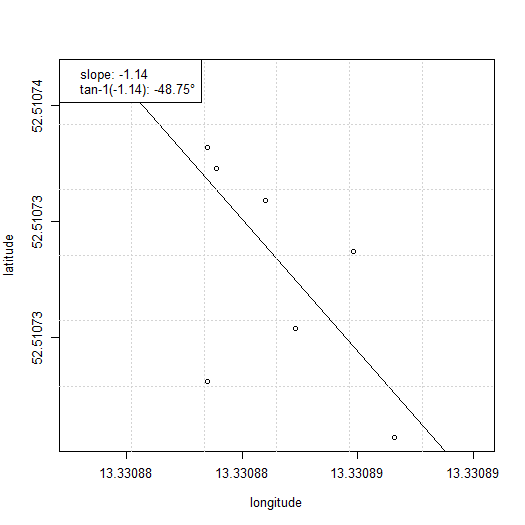 slope: -1.14
tan-1(-1.14): -48.75°
52.51074
52.51073
52.51073
latitude
13.33088
13.33088
13.33089
13.33089
longitude